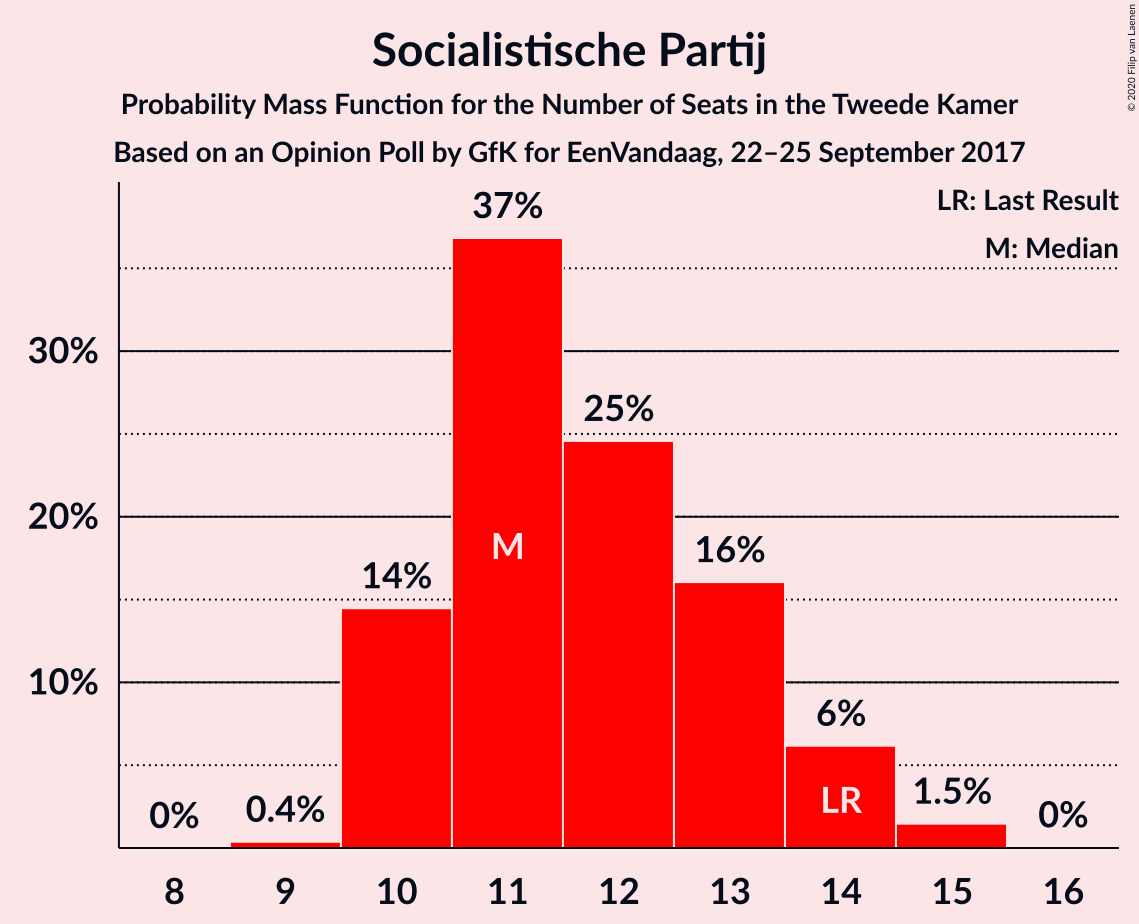 Socialistische Partij
Probability Mass Function for the Number of Seats in the Tweede Kamer
Based on an Opinion Poll by GfK for EenVandaag, 22–25 September 2017
© 2020 Filip van Laenen
LR: Last Result
M: Median
37%
30%
25%
20%
16%
M
14%
10%
6%
LR
1.5%
0%
0.4%
0%
8 9 10 11 12 13 14 15 16